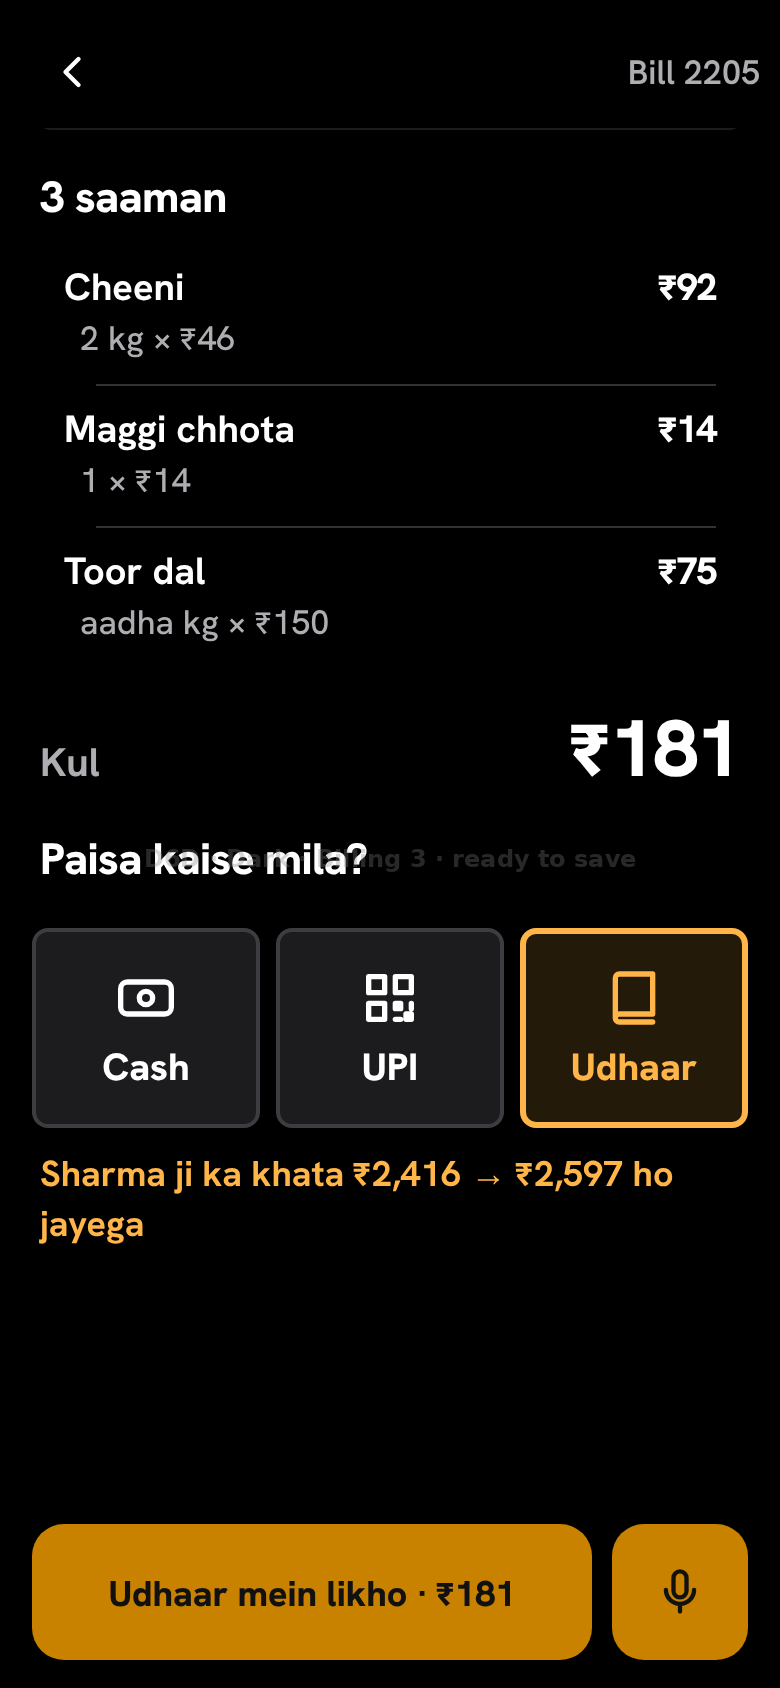 Bill 2205
3 saaman
Cheeni ₹92
2 kg × ₹46
Maggi chhota ₹14
1 × ₹14
Toor dal ₹75
aadha kg × ₹150
Kul ₹181
Paisa kaise mila?
3 · ready to save
Cash UPI Udhaar
Sharma ji ka khata ₹2,416 → ₹2,597 ho
jayega
Udhaar mein likho · ₹181